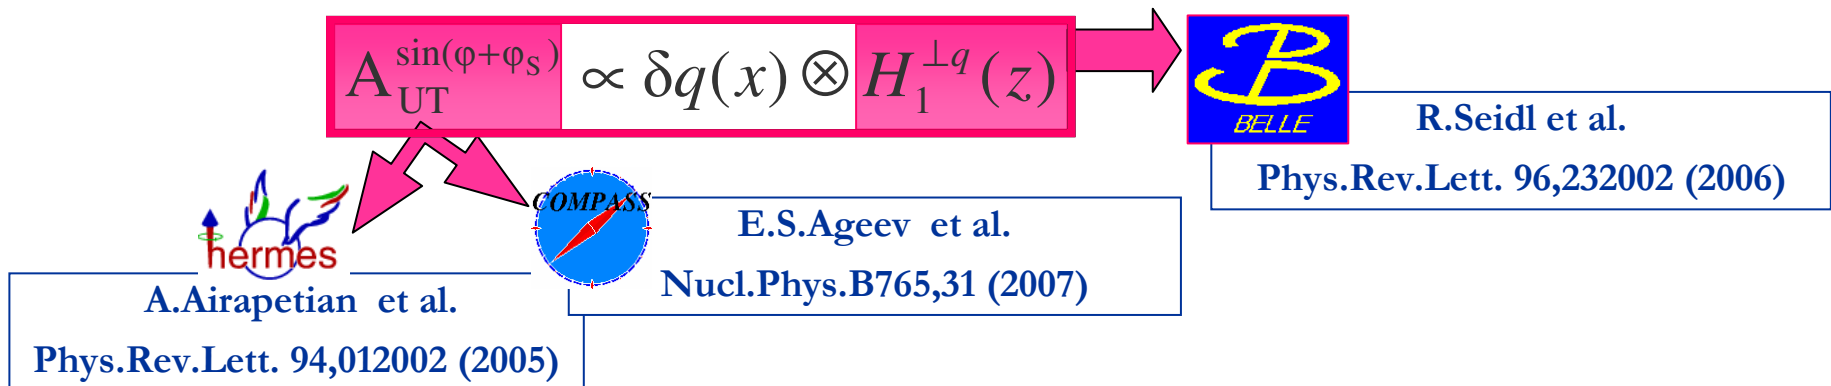 A_UT^sin(φ+φ_S) ∝ δq(x) ⊗ H_1^⊥q (z)
BELLE
R.Seidl et al.
Phys.Rev.Lett. 96,232002 (2006)
COMPASS
E.S.Ageev et al.
Nucl.Phys.B765,31 (2007)
hermes
A.Airapetian et al.
Phys.Rev.Lett. 94,012002 (2005)